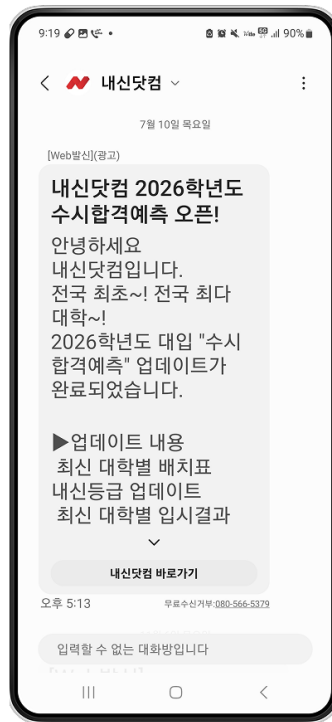 9:19 90%
내신닷컴
7월 10일 목요일
[Web발신](광고)
내신닷컴 2026학년도
수시합격예측 오픈!
안녕하세요
내신닷컴입니다.
전국 최초~! 전국 최다
대학~!
2026학년도 대입 "수시
합격예측" 업데이트가
완료되었습니다.
▶업데이트 내용
최신 대학별 배치표
내신등급 업데이트
최신 대학별 입시결과
내신닷컴 바로가기
오후 5:13 무료수신거부:080-566-5379
입력할 수 없는 대화방입니다